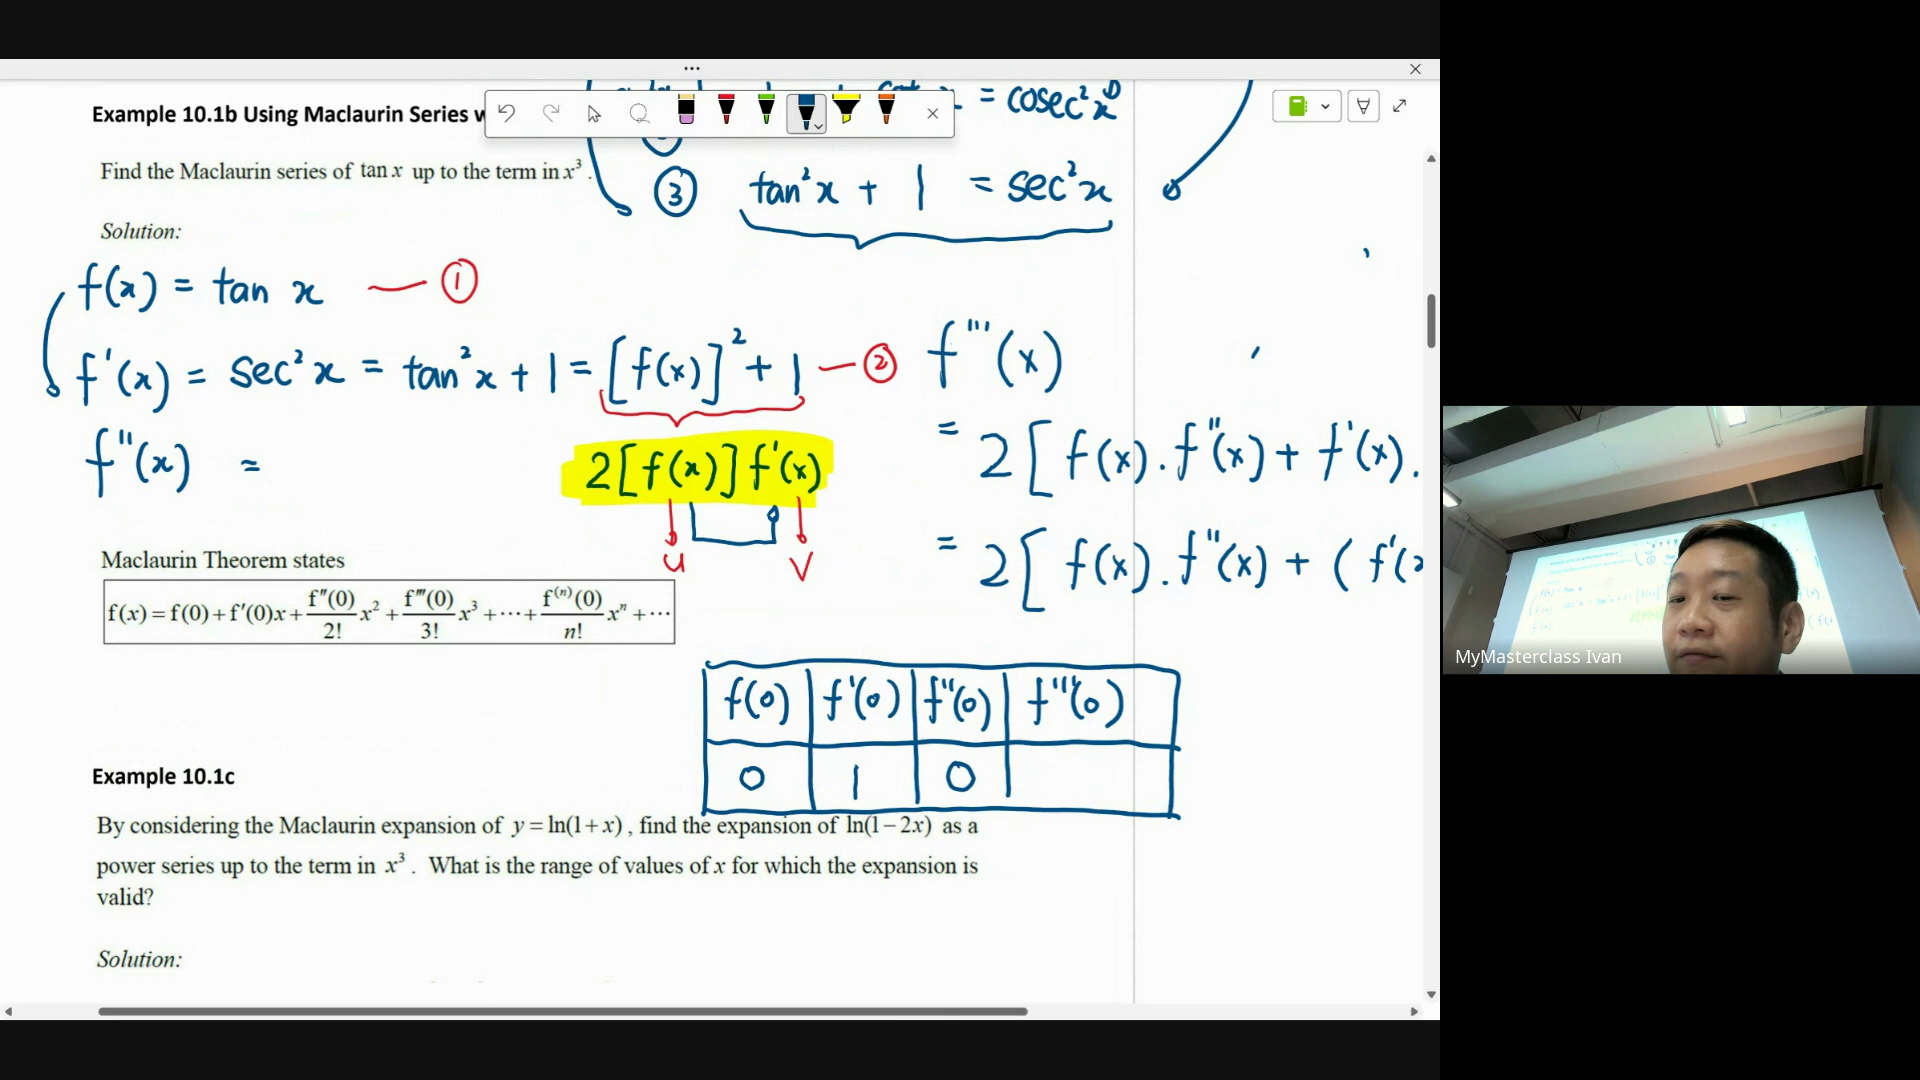 Example 10.1b Using Maclaurin Series w
= cosec²x
Find the Maclaurin series of tan x up to the term in x³.
③ tan²x + 1 = sec²x
Solution:
f(x) = tan x — ①
f'(x) = sec²x = tan²x + 1 = [f(x)]² + 1 — ②
f''(x) = 2[f(x)] f'(x)
u v
f'''(x)
= 2[f(x).f''(x) + f'(x).
= 2[f(x).f''(x) + (f'(x
Maclaurin Theorem states
f(x) = f(0) + f'(0)x + f''(0)/2! x² + f'''(0)/3! x³ + ⋯ + f⁽ⁿ⁾(0)/n! xⁿ + ⋯
f(0) f'(0) f''(0) f'''(0)
0 1 0
Example 10.1c
By considering the Maclaurin expansion of y = ln(1+x), find the expansion of ln(1−2x) as a
power series up to the term in x³. What is the range of values of x for which the expansion is
valid?
Solution:
MyMasterclass Ivan